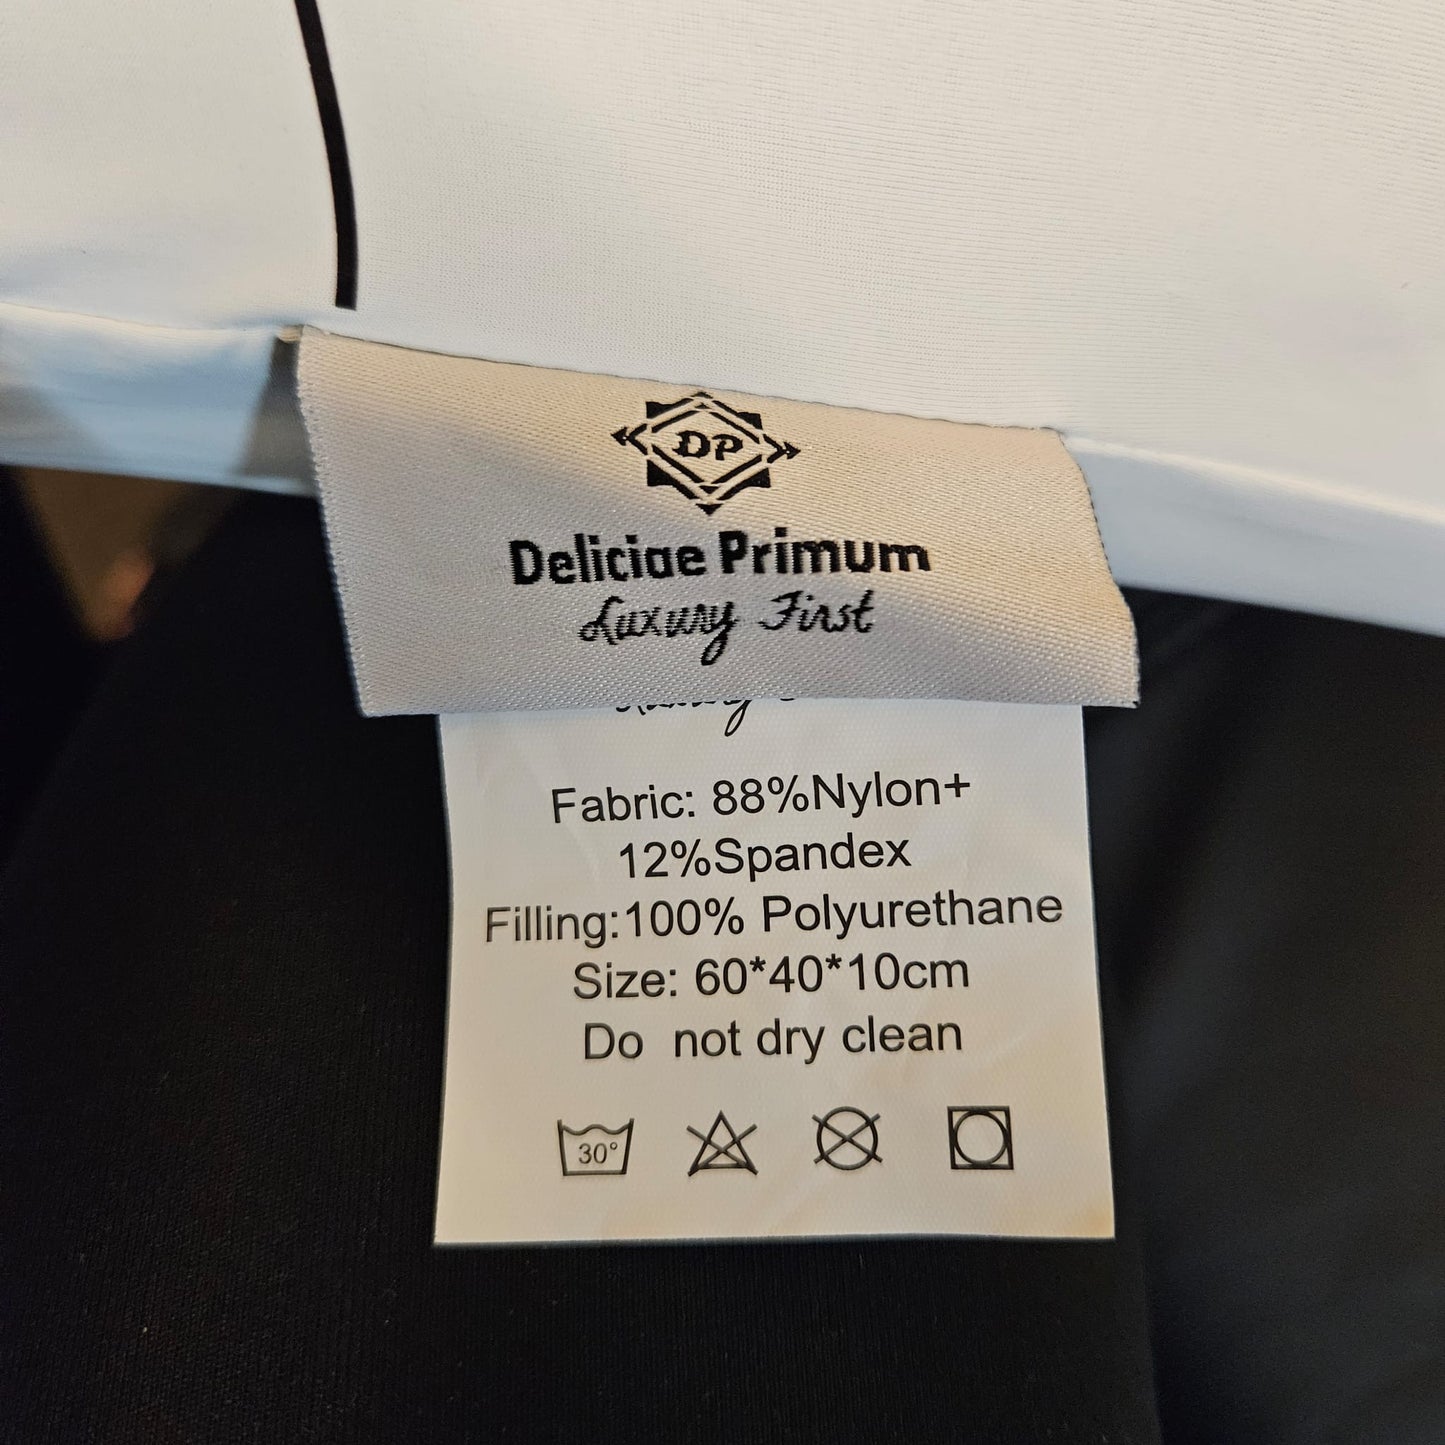 DP
Deliciae Primum
Luxury First
Fabric: 88%Nylon+
12%Spandex
Filling:100% Polyurethane
Size: 60*40*10cm
Do not dry clean
30°